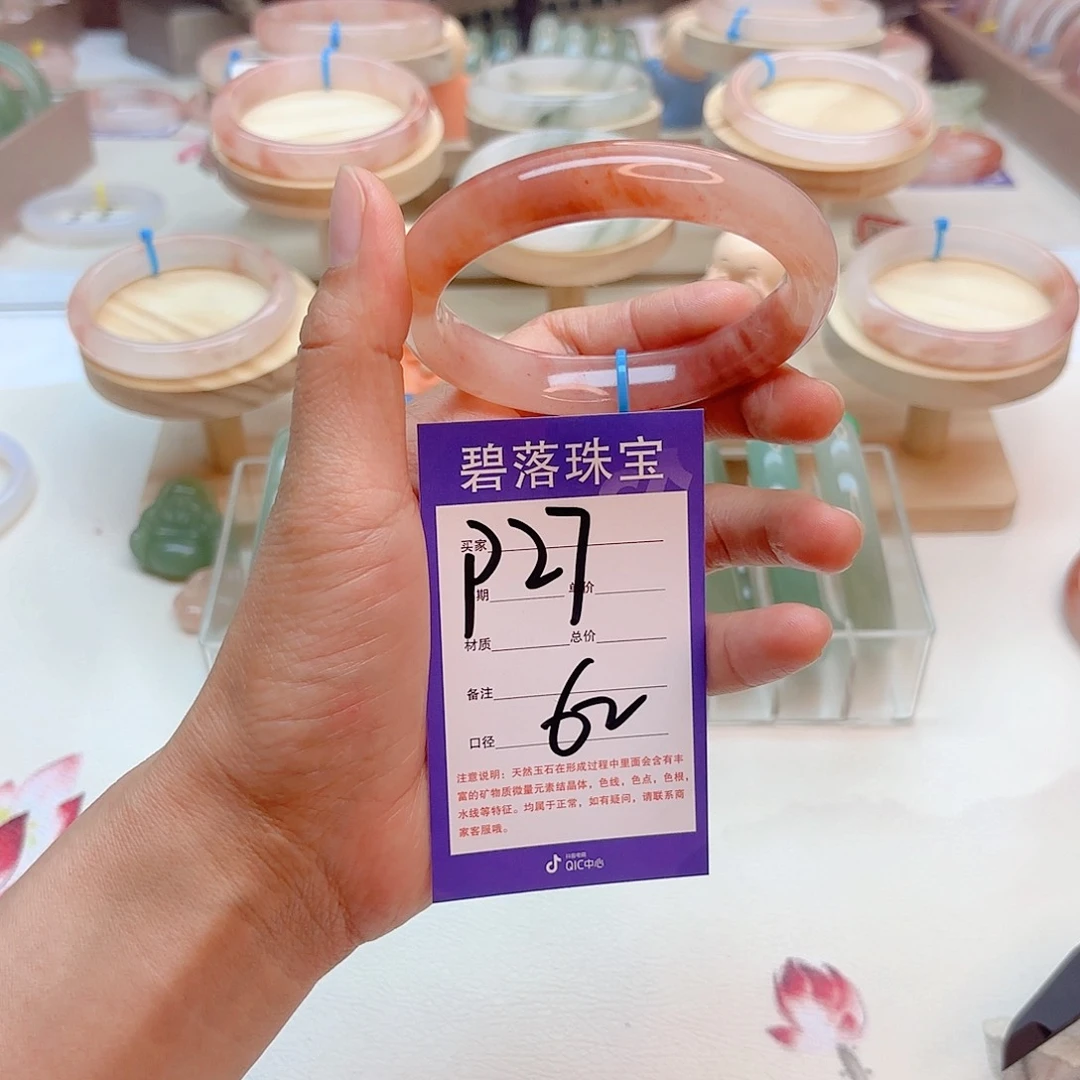 碧落珠宝
买家
P27
期 单价
材质 总价
备注
口径 62
注意说明：天然玉石在形成过程中里面会含有丰
富的矿物质微量元素结晶体，色线，色点，色根，
水线等特征。均属于正常，如有疑问，请联系商
家客服哦。
抖音电商
QIC中心